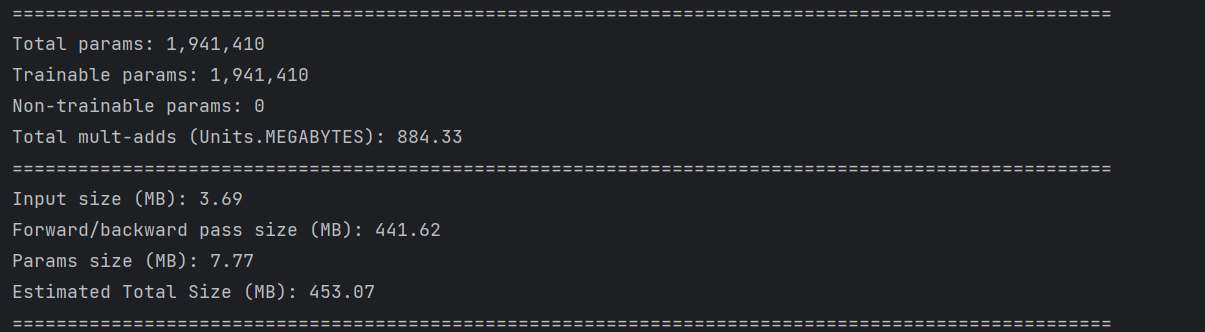 ====================================================================================================
Total params: 1,941,410
Trainable params: 1,941,410
Non-trainable params: 0
Total mult-adds (Units.MEGABYTES): 884.33
====================================================================================================
Input size (MB): 3.69
Forward/backward pass size (MB): 441.62
Params size (MB): 7.77
Estimated Total Size (MB): 453.07
====================================================================================================